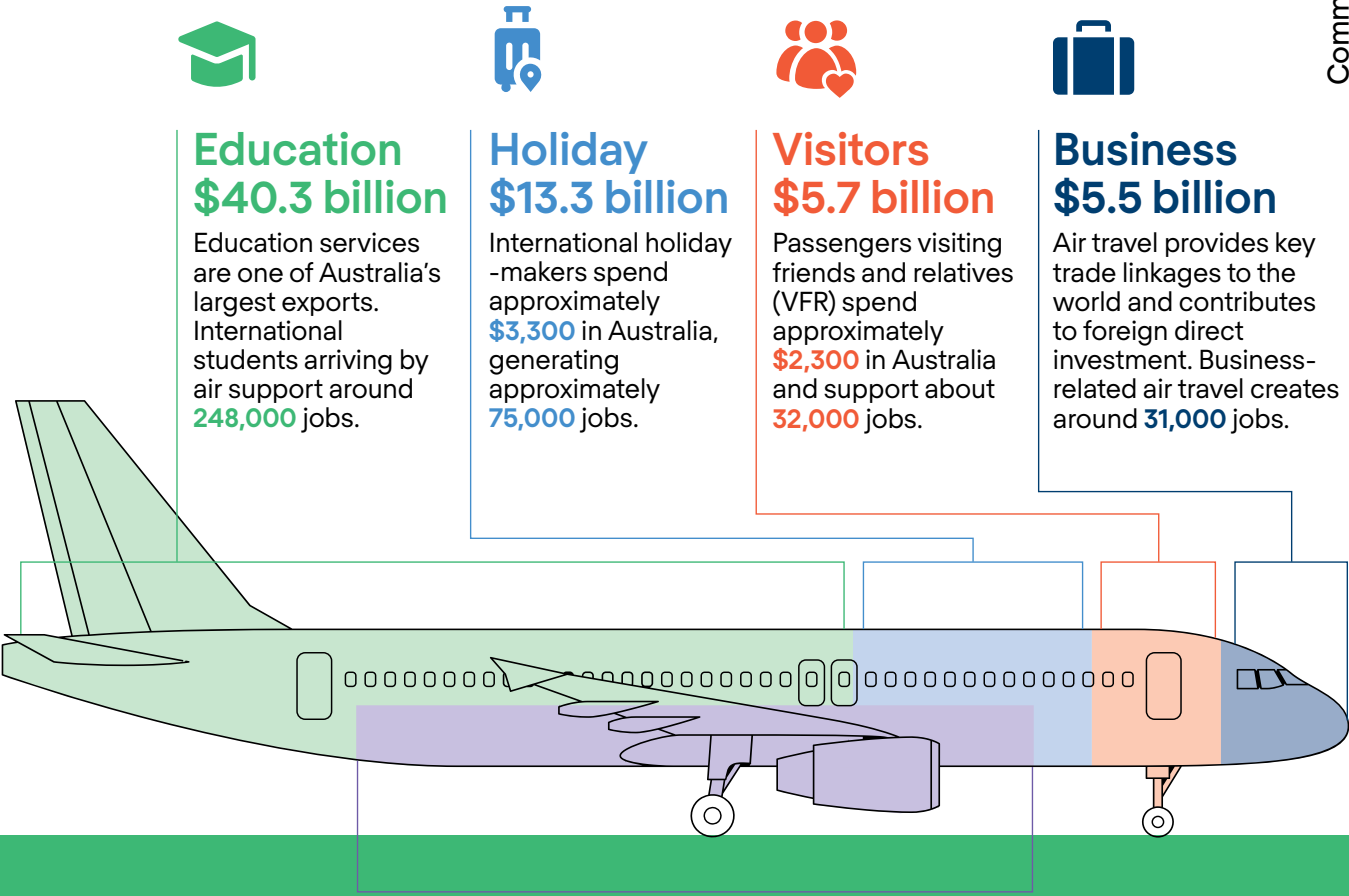 Education
$40.3 billion
Education services
are one of Australia's
largest exports.
International
students arriving by
air support around
248,000 jobs.
Holiday
$13.3 billion
International holiday
-makers spend
approximately
$3,300 in Australia,
generating
approximately
75,000 jobs.
Visitors
$5.7 billion
Passengers visiting
friends and relatives
(VFR) spend
approximately
$2,300 in Australia
and support about
32,000 jobs.
Business
$5.5 billion
Air travel provides key
trade linkages to the
world and contributes
to foreign direct
investment. Business-
related air travel creates
around 31,000 jobs.